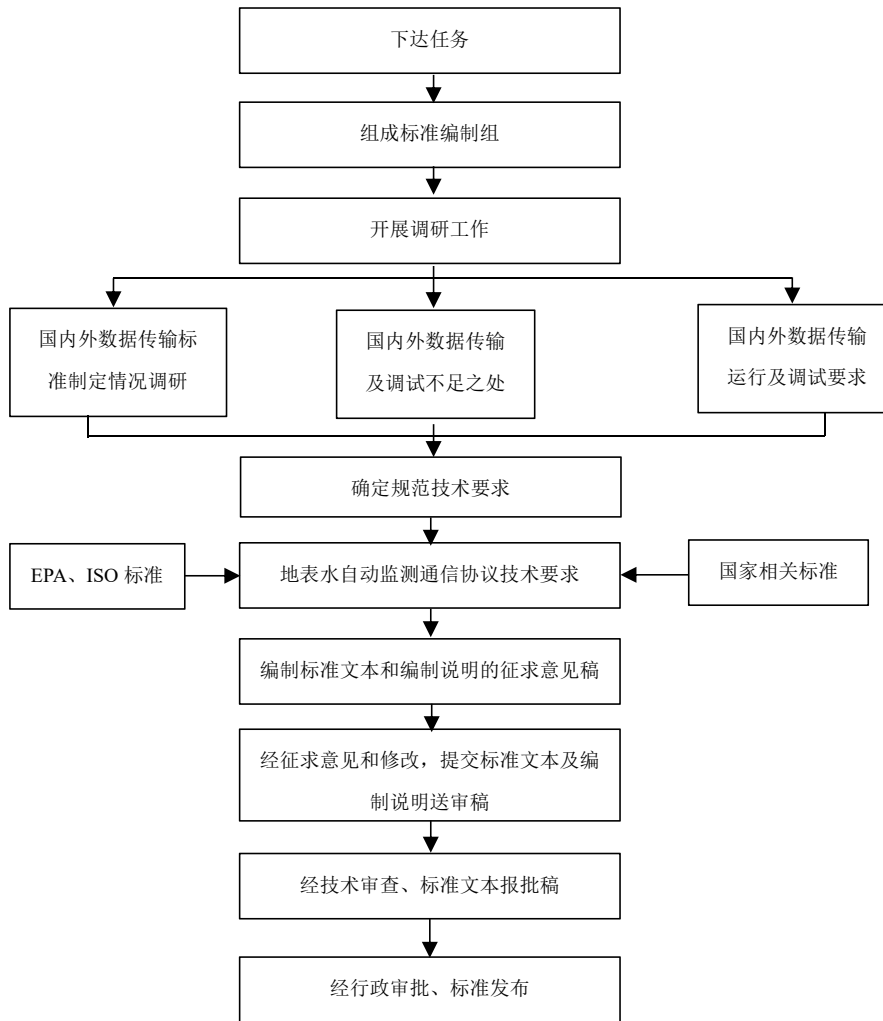 下达任务
组成标准编制组
开展调研工作
国内外数据传输标
准制定情况调研
国内外数据传输
及调试不足之处
国内外数据传输
运行及调试要求
确定规范技术要求
EPA、ISO 标准
地表水自动监测通信协议技术要求
国家相关标准
编制标准文本和编制说明的征求意见稿
经征求意见和修改，提交标准文本及编
制说明送审稿
经技术审查、标准文本报批稿
经行政审批、标准发布